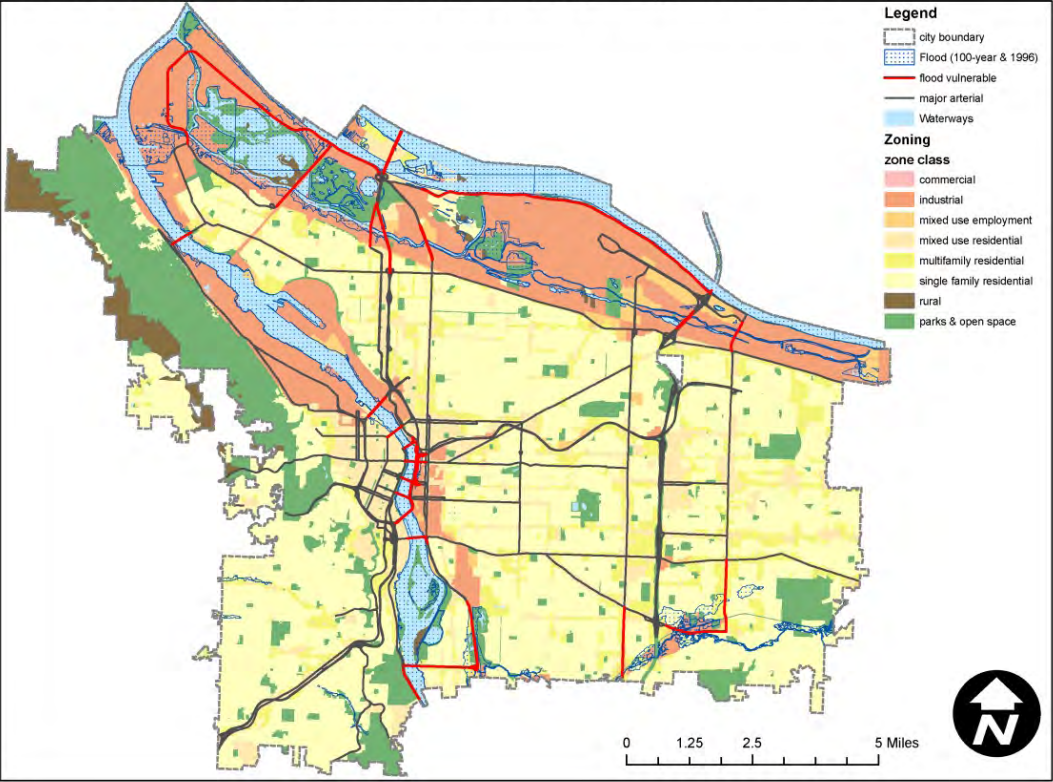 Legend
city boundary
Flood (100-year & 1996)
flood vulnerable
major arterial
Waterways
Zoning
zone class
commercial
industrial
mixed use employment
mixed use residential
multifamily residential
single family residential
rural
parks & open space
N
0 1.25 2.5 5 Miles